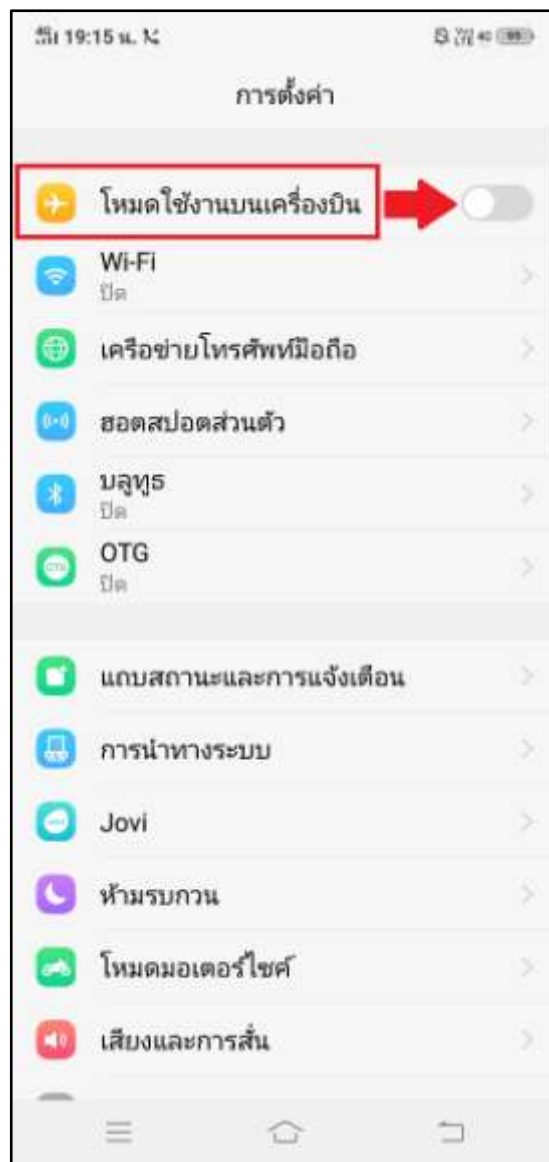 19:15 น.
การตั้งค่า
โหมดใช้งานบนเครื่องบิน
Wi-Fi
ปิด
เครือข่ายโทรศัพท์มือถือ
ฮอตสปอตส่วนตัว
บลูทูธ
ปิด
OTG
ปิด
แถบสถานะและการแจ้งเตือน
การนำทางระบบ
Jovi
ห้ามรบกวน
โหมดมอเตอร์ไซค์
เสียงและการสั่น